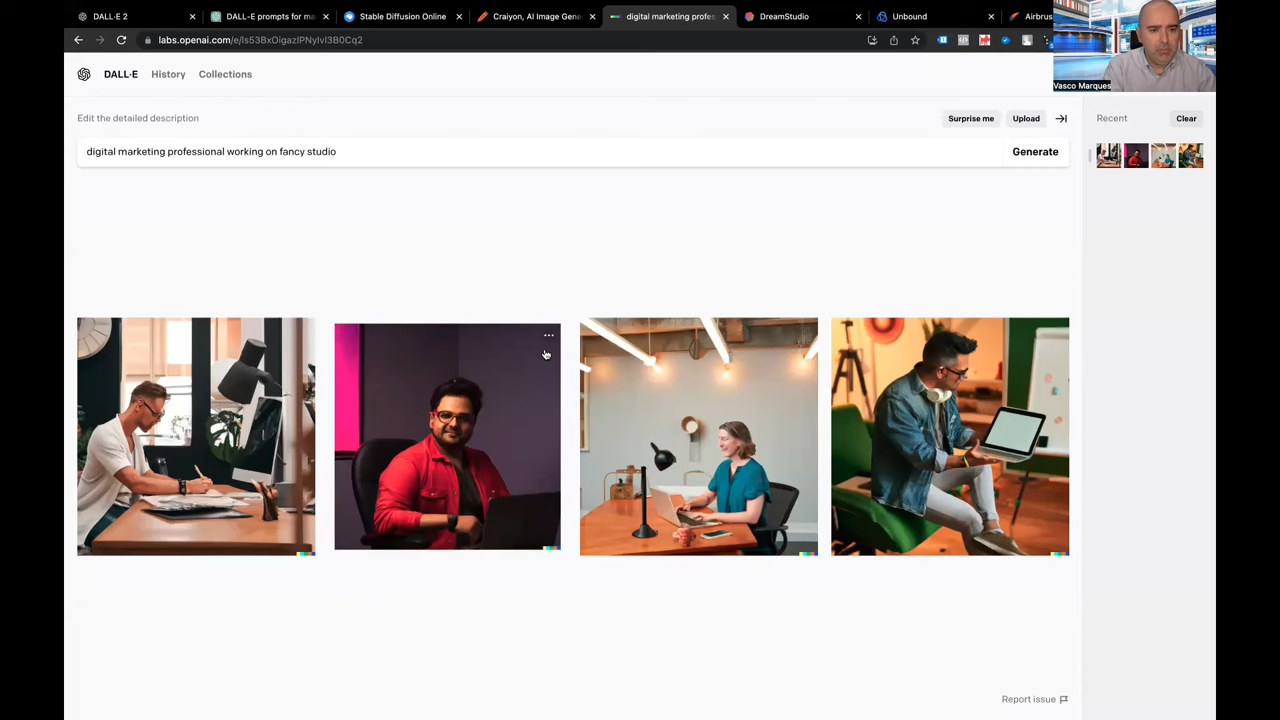 DALL·E 2
DALL-E prompts for ma
Stable Diffusion Online
Craiyon, AI Image Gene
digital marketing profes
DreamStudio
Unbound
Airbrus
labs.openai.com/e/Is53BxOigazIPNyIvI3B0Cq2
Vasco Marques
DALL·E
History
Collections
Edit the detailed description
Surprise me
Upload
Recent
Clear
digital marketing professional working on fancy studio
Generate
Report issue